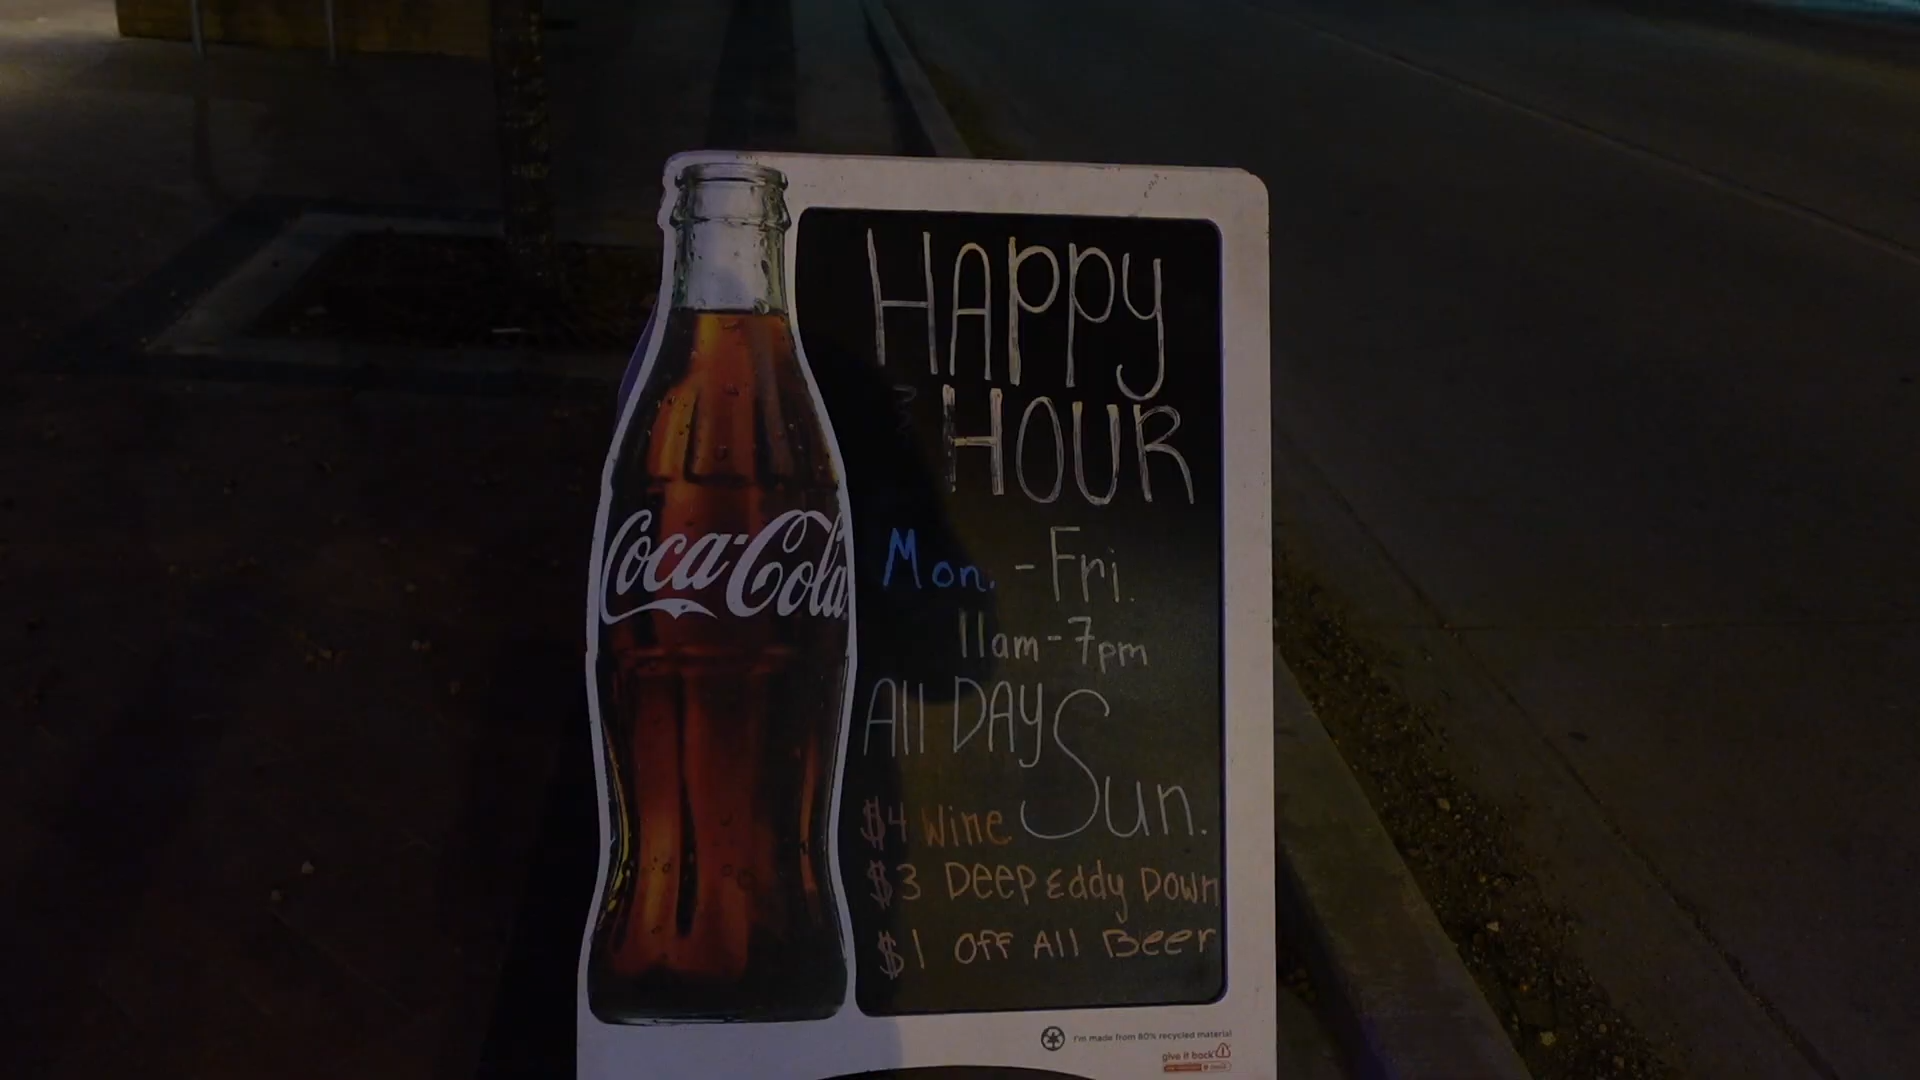 HAppy
HOUR
Coca-Cola
Mon. - Fri.
11am - 7pm
All DAy
Sun.
$4 Wine
$3 Deep Eddy Down
$1 Off All Beer
I'm made from 80% recycled material
give it back